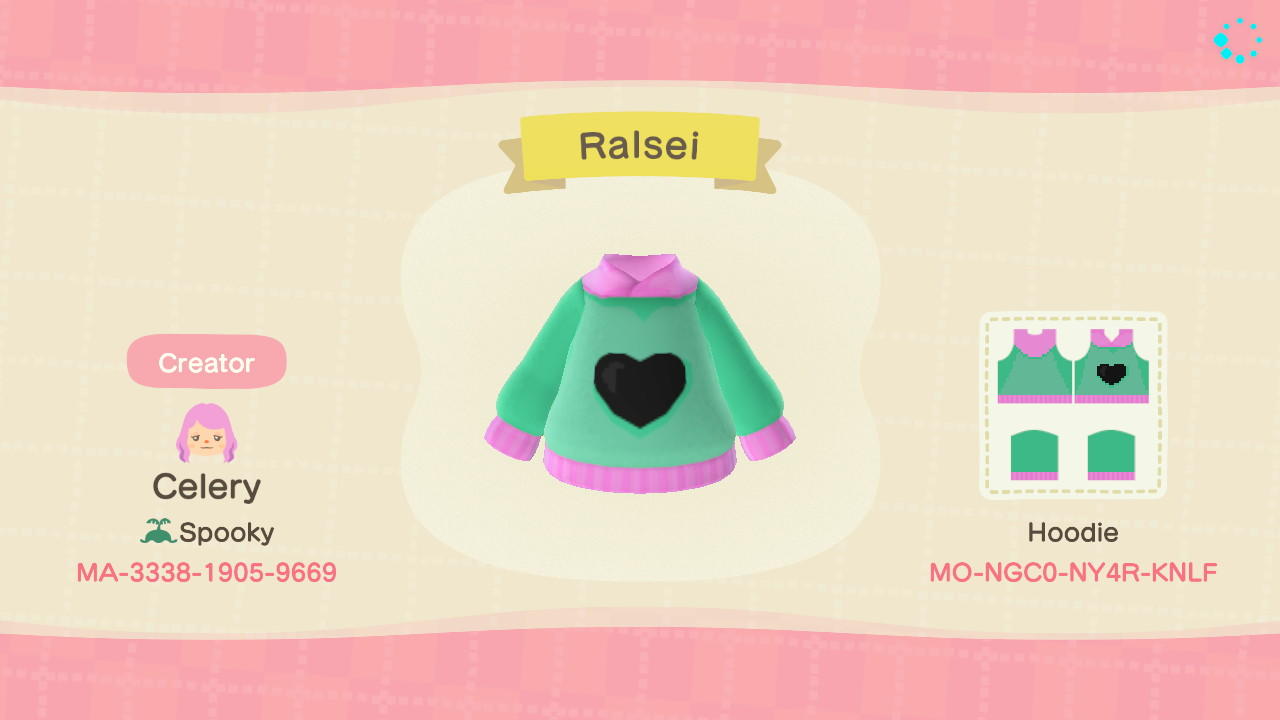 Ralsei
Creator
Celery
Spooky
MA-3338-1905-9669
Hoodie
MO-NGC0-NY4R-KNLF